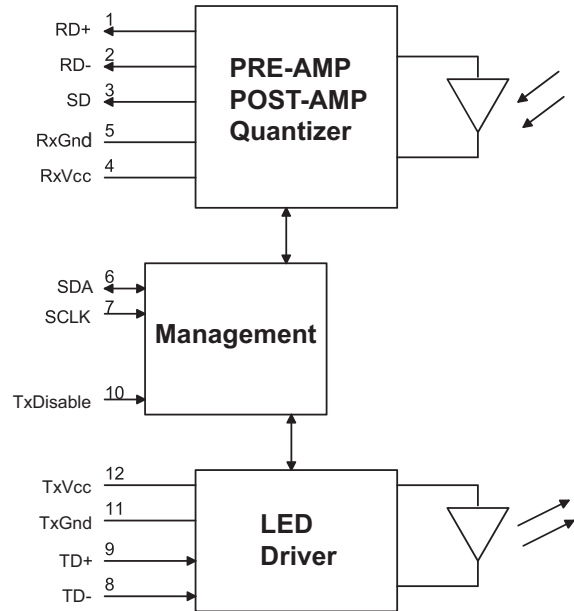 1
RD+
2
RD-
3
SD
5
RxGnd
4
RxVcc
PRE-AMP
POST-AMP
Quantizer
6
SDA
7
SCLK
Management
10
TxDisable
12
TxVcc
11
TxGnd
9
TD+
8
TD-
LED
Driver